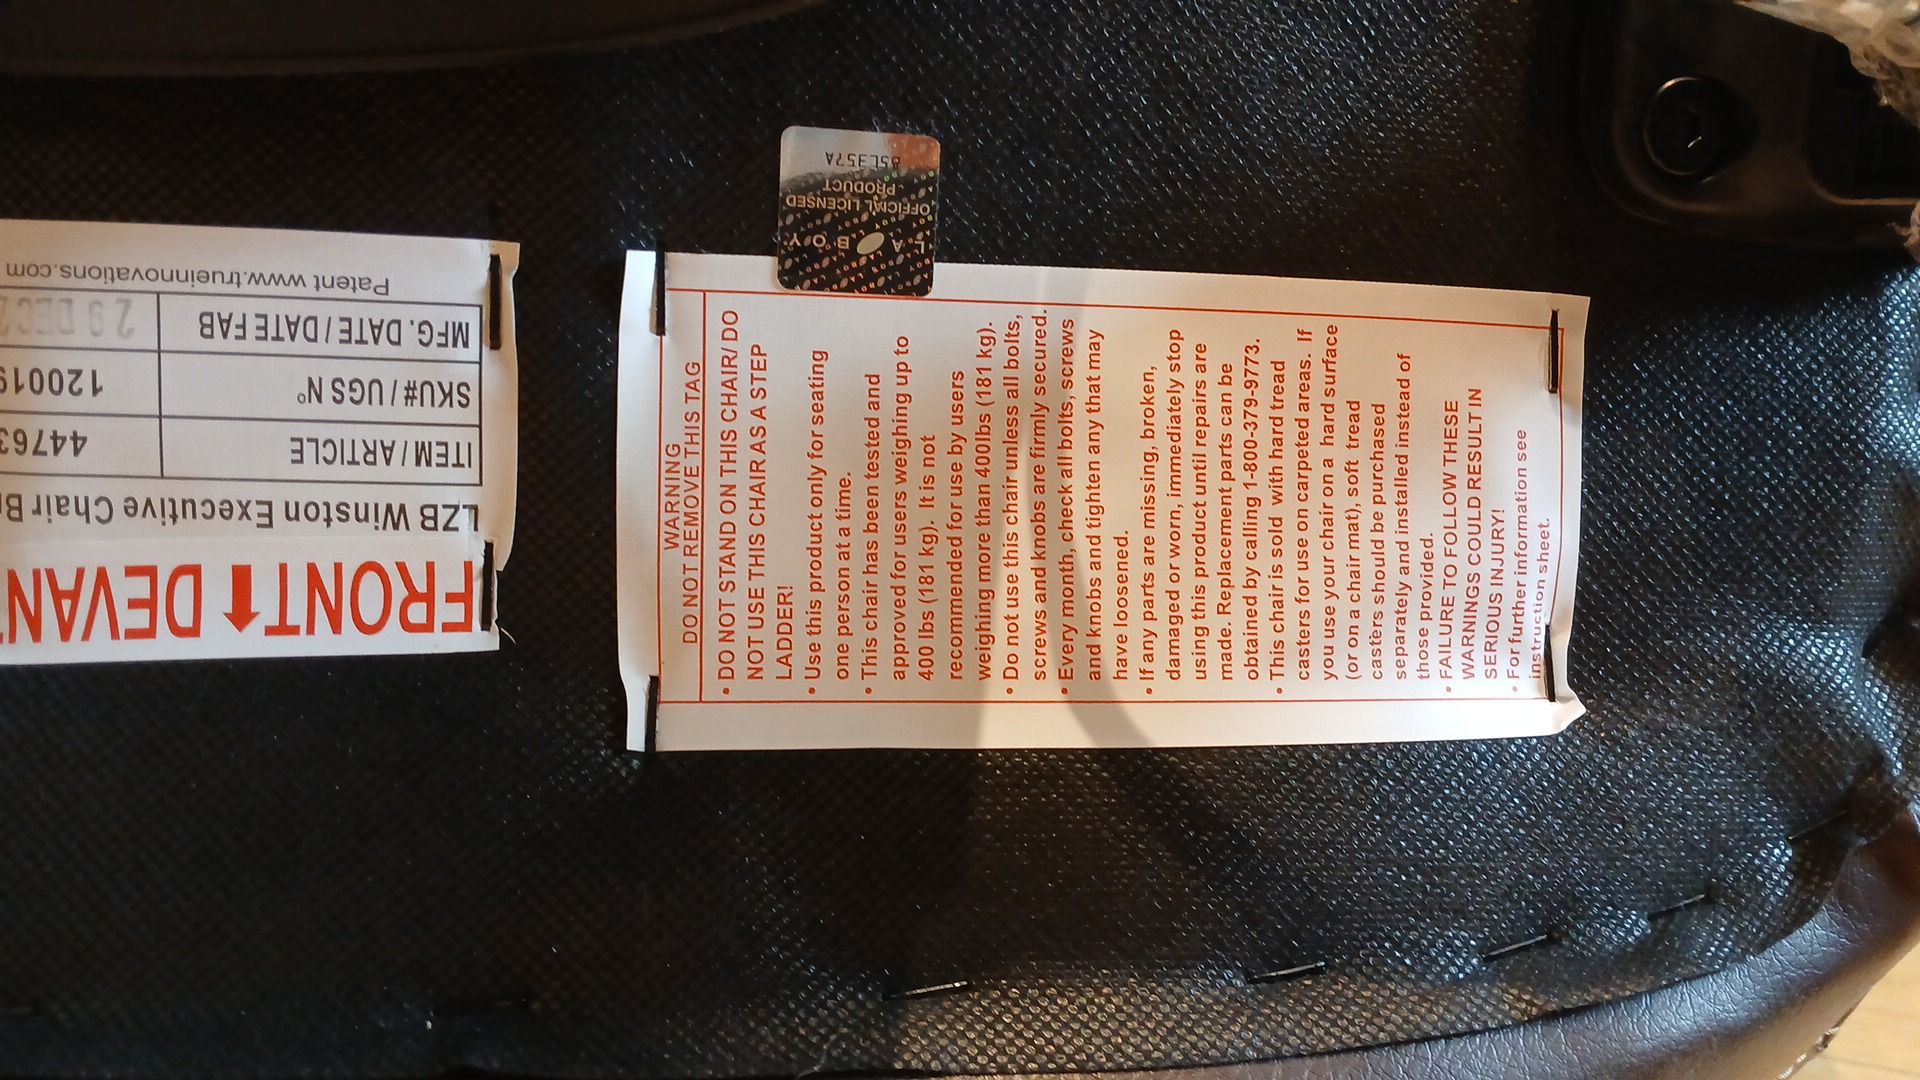 FRONT DEVAN
LZB Winston Executive Chair
ITEM / ARTICLE 4476
SKU# / UGS N° 12001
MFG. DATE / DATE FAB 29 DEC
Patent www.trueinnovations.com
LA BOY
OFFICIAL LICENSED
PRODUCT
85L357A
WARNING
DO NOT REMOVE THIS TAG
• DO NOT STAND ON THIS CHAIR/ DO
NOT USE THIS CHAIR AS A STEP
LADDER!
• Use this product only for seating
one person at a time.
• This chair has been tested and
approved for users weighing up to
400 lbs (181 kg). It is not
recommended for use by users
weighing more than 400lbs (181 kg).
• Do not use this chair unless all bolts,
screws and knobs are firmly secured.
• Every month, check all bolts, screws
and knobs and tighten any that may
have loosened.
• If any parts are missing, broken,
damaged or worn, immediately stop
using this product until repairs are
made. Replacement parts can be
obtained by calling 1-800-379-9773.
• This chair is sold with hard tread
casters for use on carpeted areas. If
you use your chair on a hard surface
(or on a chair mat), soft tread
casters should be purchased
separately and installed instead of
those provided.
• FAILURE TO FOLLOW THESE
WARNINGS COULD RESULT IN
SERIOUS INJURY!
• For further information see
instruction sheet.